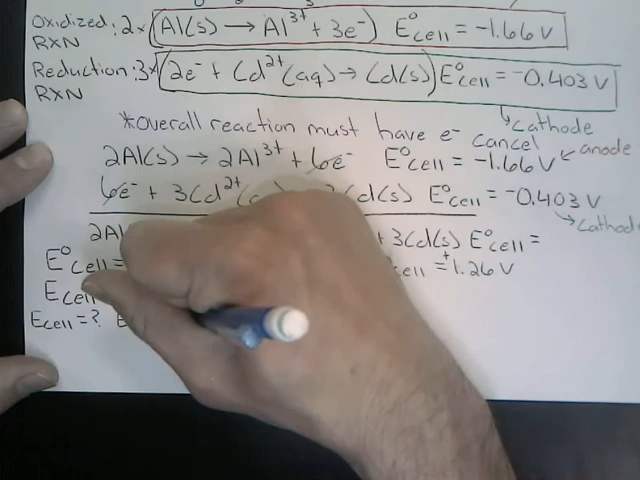 Oxidized: 2x (Al(s) → Al³⁺ + 3e⁻) E°cell = -1.66 V
RXN
Reduction: 3x (2e⁻ + Cd²⁺(aq) → Cd(s)) E°cell = -0.403 V
RXN
Cathode
*Overall reaction must have e⁻ cancel
2Al(s) → 2Al³⁺ + 6e⁻ E°cell = -1.66 V ← anode
6e⁻ + 3Cd²⁺ Cd(s) E°cell = -0.403 V
→ Cathode
2Al + 3Cd(s) E°cell =
E°cell = cell = +1.26 V
Ecell
Ecell = ?